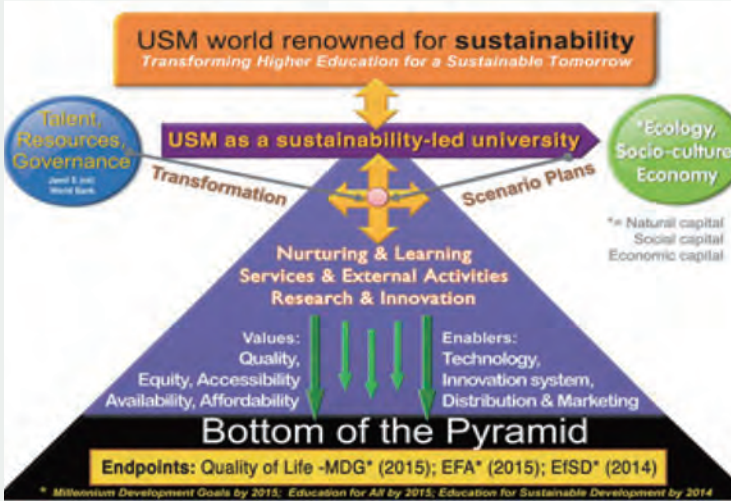 USM world renowned for sustainability
Transforming Higher Education for a Sustainable Tomorrow
Talent,
Resources,
Governance
Jamil S (ed)
World Bank
USM as a sustainability-led university
*Ecology,
Socio-culture
Economy
Transformation
Scenario Plans
*= Natural capital
Social capital
Economic capital
Nurturing & Learning
Services & External Activities
Research & Innovation
Values:
Quality,
Equity, Accessibility
Availability, Affordability
Enablers:
Technology,
Innovation system,
Distribution & Marketing
Bottom of the Pyramid
Endpoints: Quality of Life -MDG* (2015); EFA* (2015); EfSD* (2014)
* Millennium Development Goals by 2015; Education for All by 2015; Education for Sustainable Development by 2014